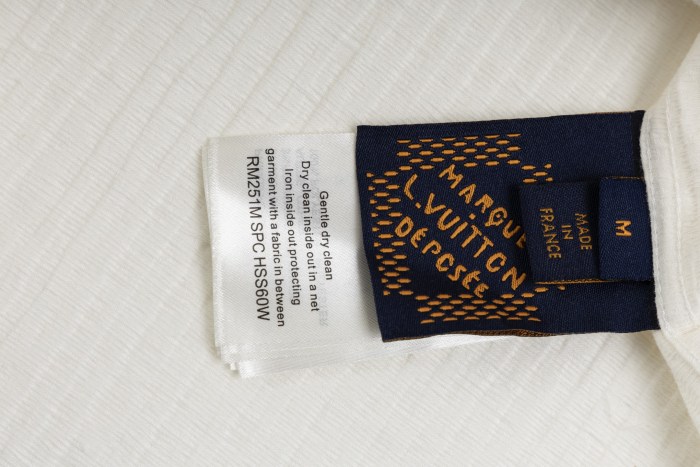 Gentle dry clean
Dry clean inside out in a net
Iron inside out protecting
garment with a fabric in between
RM251M SPC HSS60W
MARQUE
L.VUITTON
DÉPOSÉE
MADE
IN
FRANCE
M